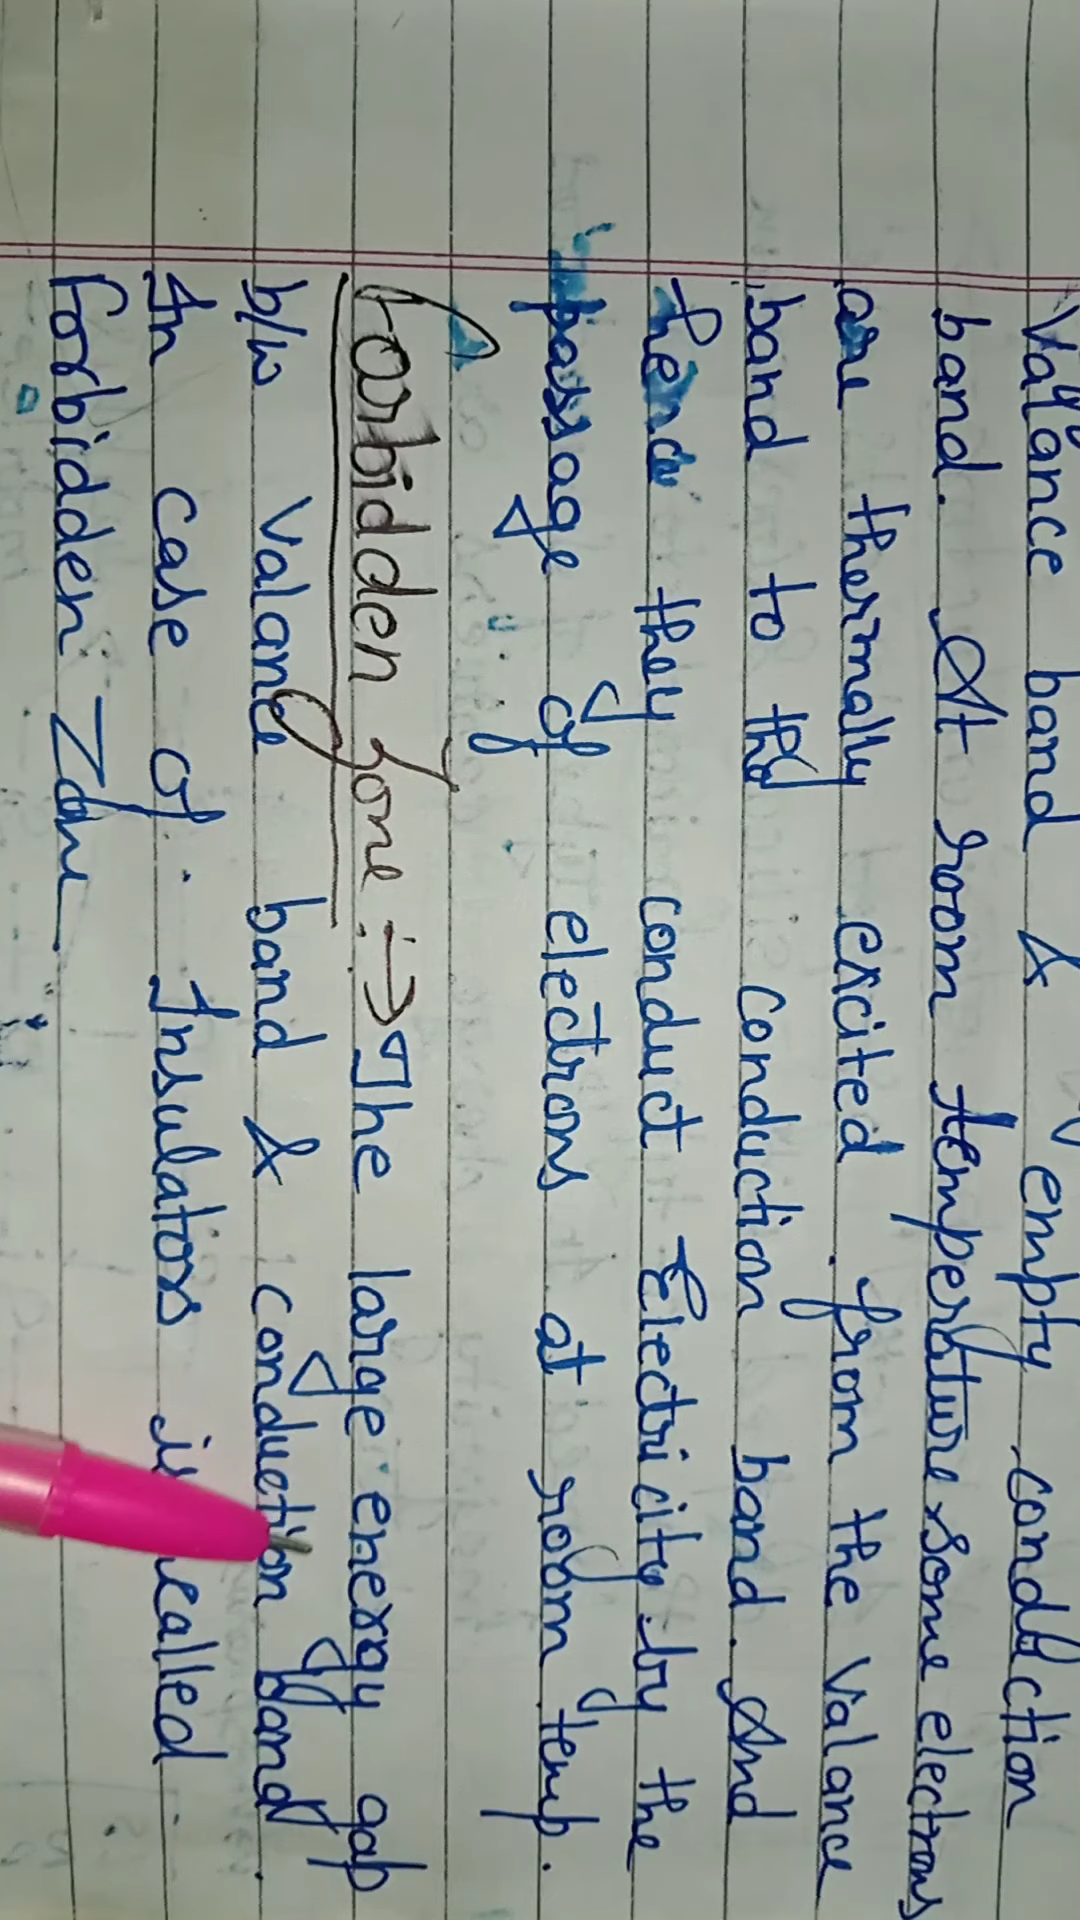 Valance band & empty conduction
band. At room temperature some electrons
are thermally excited from the Valance
band to the conduction band. And
hence they conduct Electricity by the
passage of electrons at room temp.
Forbidden Zone :→ The large energy gap
b/w Valance band & conduction band
In case of Insulators is called
Forbidden Zone